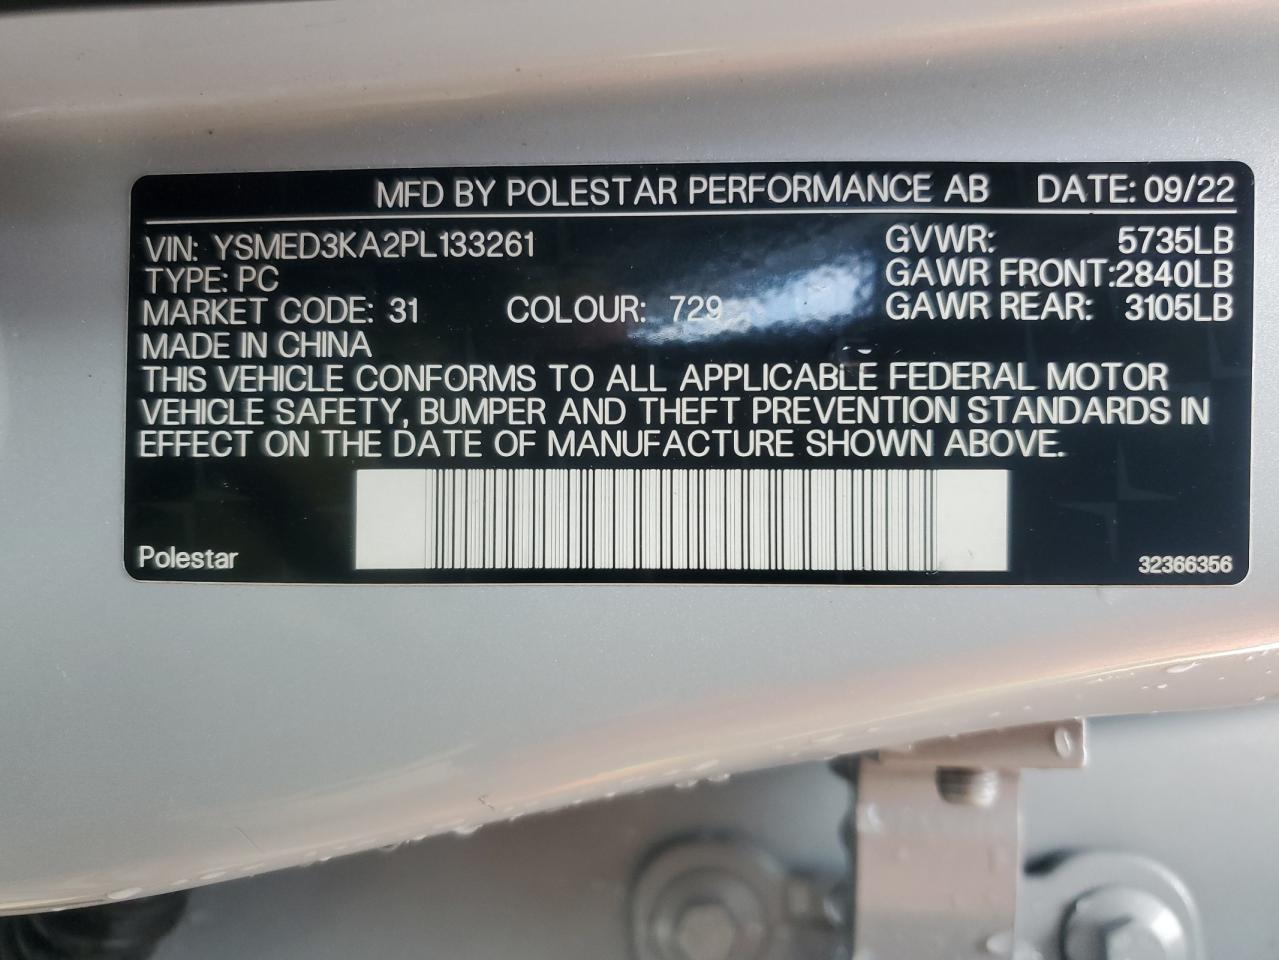 MFD BY POLESTAR PERFORMANCE AB DATE: 09/22
VIN: YSMED3KA2PL133261 GVWR: 5735LB
TYPE: PC GAWR FRONT:2840LB
MARKET CODE: 31 COLOUR: 729 GAWR REAR: 3105LB
MADE IN CHINA
THIS VEHICLE CONFORMS TO ALL APPLICABLE FEDERAL MOTOR
VEHICLE SAFETY, BUMPER AND THEFT PREVENTION STANDARDS IN
EFFECT ON THE DATE OF MANUFACTURE SHOWN ABOVE.
Polestar 32366356